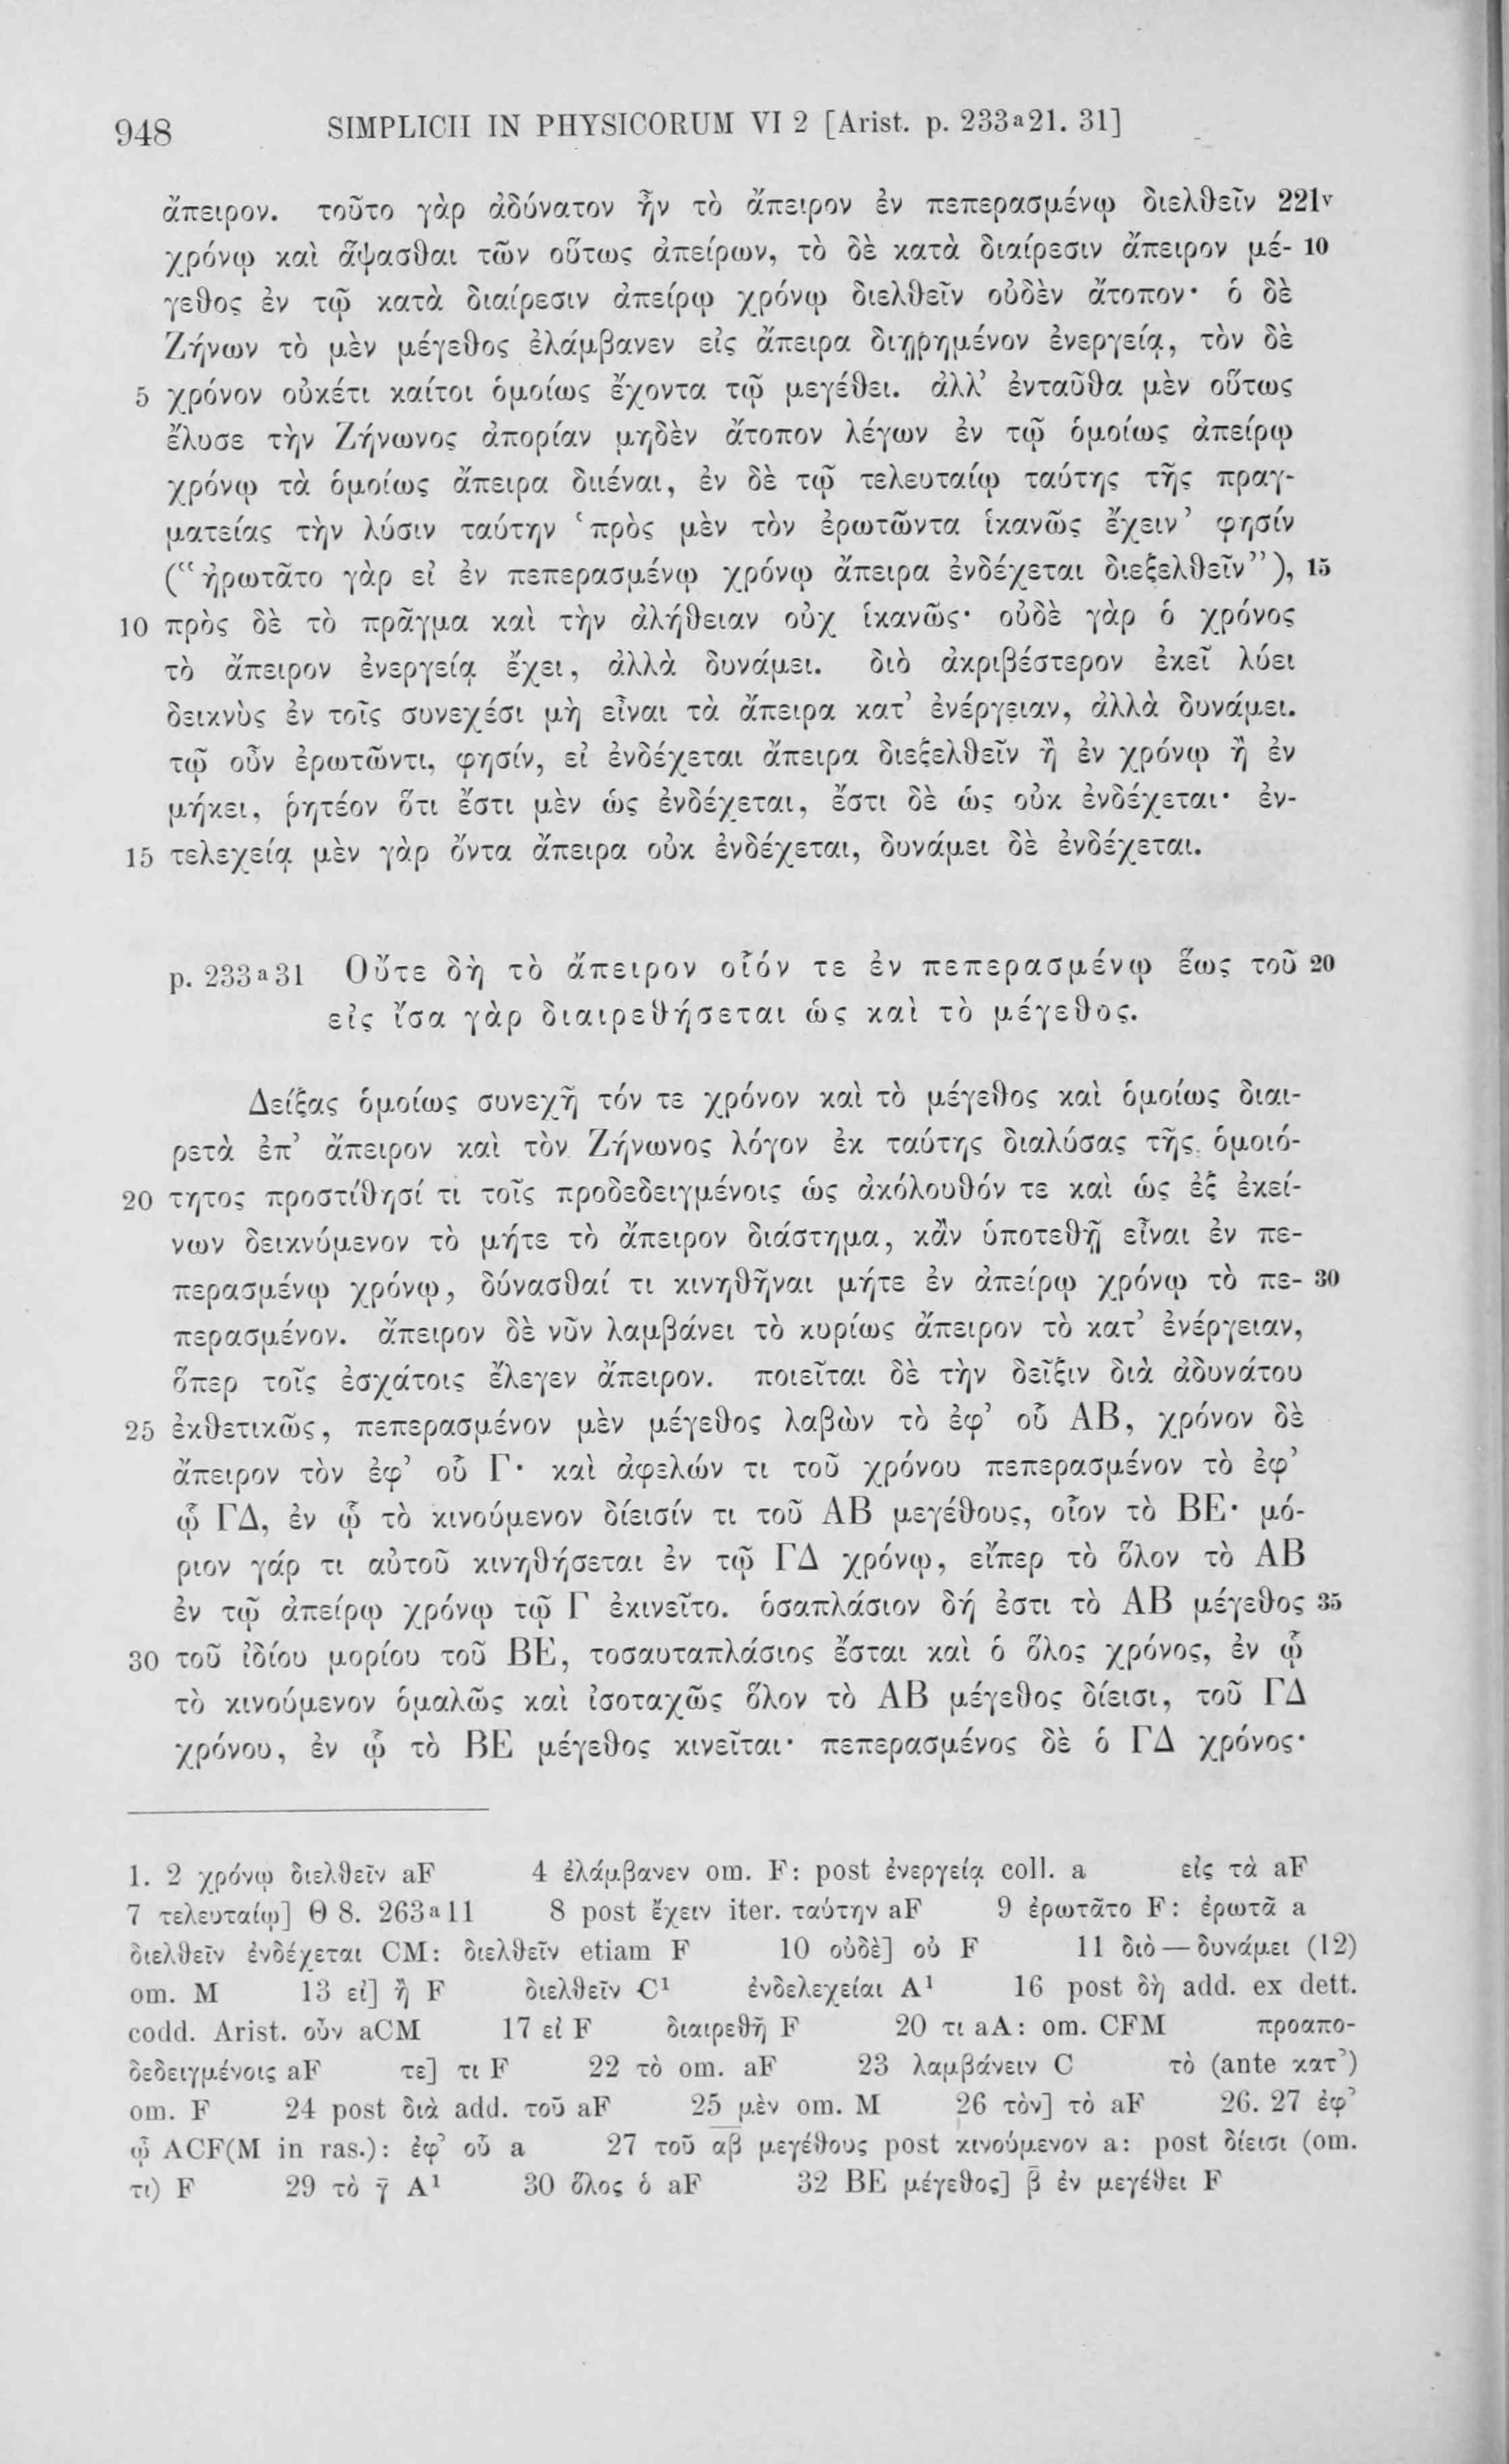 948 SIMPLICII IN PHYSICORUM VI 2 [Arist. p. 233ᵃ21. 31]
ἄπειρον. τοῦτο γὰρ ἀδύνατον ἦν τὸ ἄπειρον ἐν πεπερασμένῳ διελθεῖν 221ᵛ
χρόνῳ καὶ ἅψασθαι τῶν οὕτως ἀπείρων, τὸ δὲ κατὰ διαίρεσιν ἄπειρον μέ- 10
γεθος ἐν τῷ κατὰ διαίρεσιν ἀπείρῳ χρόνῳ διελθεῖν οὐδὲν ἄτοπον· ὁ δὲ
Ζήνων τὸ μὲν μέγεθος ἐλάμβανεν εἰς ἄπειρα διῃρημένον ἐνεργείᾳ, τὸν δὲ
5 χρόνον οὐκέτι καίτοι ὁμοίως ἔχοντα τῷ μεγέθει. ἀλλ' ἐνταῦθα μὲν οὕτως
ἔλυσε τὴν Ζήνωνος ἀπορίαν μηδὲν ἄτοπον λέγων ἐν τῷ ὁμοίως ἀπείρῳ
χρόνῳ τὰ ὁμοίως ἄπειρα διιέναι, ἐν δὲ τῷ τελευταίῳ ταύτης τῆς πραγ-
ματείας τὴν λύσιν ταύτην ‘πρὸς μὲν τὸν ἐρωτῶντα ἱκανῶς ἔχειν’ φησίν
(“ἠρωτᾶτο γὰρ εἰ ἐν πεπερασμένῳ χρόνῳ ἄπειρα ἐνδέχεται διεξελθεῖν”), 15
10 πρὸς δὲ τὸ πρᾶγμα καὶ τὴν ἀλήθειαν οὐχ ἱκανῶς· οὐδὲ γὰρ ὁ χρόνος
τὸ ἄπειρον ἐνεργείᾳ ἔχει, ἀλλὰ δυνάμει. διὸ ἀκριβέστερον ἐκεῖ λύει
δεικνὺς ἐν τοῖς συνεχέσι μὴ εἶναι τὰ ἄπειρα κατ' ἐνέργειαν, ἀλλὰ δυνάμει.
τῷ οὖν ἐρωτῶντι, φησίν, εἰ ἐνδέχεται ἄπειρα διεξελθεῖν ἢ ἐν χρόνῳ ἢ ἐν
μήκει, ῥητέον ὅτι ἔστι μὲν ὡς ἐνδέχεται, ἔστι δὲ ὡς οὐκ ἐνδέχεται· ἐν-
15 τελεχείᾳ μὲν γὰρ ὄντα ἄπειρα οὐκ ἐνδέχεται, δυνάμει δὲ ἐνδέχεται.
p. 233ᵃ31 Οὔτε δὴ τὸ ἄπειρον οἷόν τε ἐν πεπερασμένῳ ἕως τοῦ 20
εἰς ἴσα γὰρ διαιρεθήσεται ὡς καὶ τὸ μέγεθος.
Δείξας ὁμοίως συνεχῆ τόν τε χρόνον καὶ τὸ μέγεθος καὶ ὁμοίως διαι-
ρετὰ ἐπ' ἄπειρον καὶ τὸν Ζήνωνος λόγον ἐκ ταύτης διαλύσας τῆς ὁμοιό-
20 τητος προστίθησί τι τοῖς προδεδειγμένοις ὡς ἀκόλουθόν τε καὶ ὡς ἐξ ἐκεί-
νων δεικνύμενον τὸ μήτε τὸ ἄπειρον διάστημα, κἂν ὑποτεθῇ εἶναι ἐν πε-
περασμένῳ χρόνῳ, δύνασθαί τι κινηθῆναι μήτε ἐν ἀπείρῳ χρόνῳ τὸ πε- 30
περασμένον. ἄπειρον δὲ νῦν λαμβάνει τὸ κυρίως ἄπειρον τὸ κατ' ἐνέργειαν,
ὅπερ τοῖς ἐσχάτοις ἔλεγεν ἄπειρον. ποιεῖται δὲ τὴν δεῖξιν διὰ ἀδυνάτου
25 ἐκθετικῶς, πεπερασμένον μὲν μέγεθος λαβὼν τὸ ἐφ' οὗ ΑΒ, χρόνον δὲ
ἄπειρον τὸν ἐφ' οὗ Γ· καὶ ἀφελών τι τοῦ χρόνου πεπερασμένον τὸ ἐφ'
ᾧ ΓΔ, ἐν ᾧ τὸ κινούμενον δίεισίν τι τοῦ ΑΒ μεγέθους, οἷον τὸ ΒΕ· μό-
ριον γάρ τι αὐτοῦ κινηθήσεται ἐν τῷ ΓΔ χρόνῳ, εἴπερ τὸ ὅλον τὸ ΑΒ
ἐν τῷ ἀπείρῳ χρόνῳ τῷ Γ ἐκινεῖτο. ὁσαπλάσιον δή ἐστι τὸ ΑΒ μέγεθος 35
30 τοῦ ἰδίου μορίου τοῦ ΒΕ, τοσαυταπλάσιος ἔσται καὶ ὁ ὅλος χρόνος, ἐν ᾧ
τὸ κινούμενον ὁμαλῶς καὶ ἰσοταχῶς ὅλον τὸ ΑΒ μέγεθος δίεισι, τοῦ ΓΔ
χρόνου, ἐν ᾧ τὸ ΒΕ μέγεθος κινεῖται· πεπερασμένος δὲ ὁ ΓΔ χρόνος·
1. 2 χρόνῳ διελθεῖν aF 4 ἐλάμβανεν om. F: post ἐνεργείᾳ coll. a εἰς τὰ aF
7 τελευταίῳ] Θ 8. 263ᵃ11 8 post ἔχειν iter. ταύτην aF 9 ἐρωτᾶτο F: ἐρωτᾶ a
διελθεῖν ἐνδέχεται CM: διελθεῖν etiam F 10 οὐδὲ] οὐ F 11 διὸ — δυνάμει (12)
om. M 13 εἰ] ἢ F διελθεῖν C¹ ἐνδελεχείαι A¹ 16 post δὴ add. ex dett.
codd. Arist. οὖν aCM 17 εἰ F διαιρεθῇ F 20 τι aA: om. CFM προαπο-
δεδειγμένοις aF τε] τι F 22 τὸ om. aF 23 λαμβάνειν C τὸ (ante κατ')
om. F 24 post διὰ add. τοῦ aF 25 μὲν om. M 26 τὸν] τὸ aF 26. 27 ἐφ'
ᾧ ACF(M in ras.): ἐφ' οὗ a 27 τοῦ α̅β̅ μεγέθους post κινούμενον a: post δίεισι (om.
τι) F 29 τὸ γ̅ A¹ 30 ὅλος ὁ aF 32 ΒΕ μέγεθος] β̅ ἐν μεγέθει F